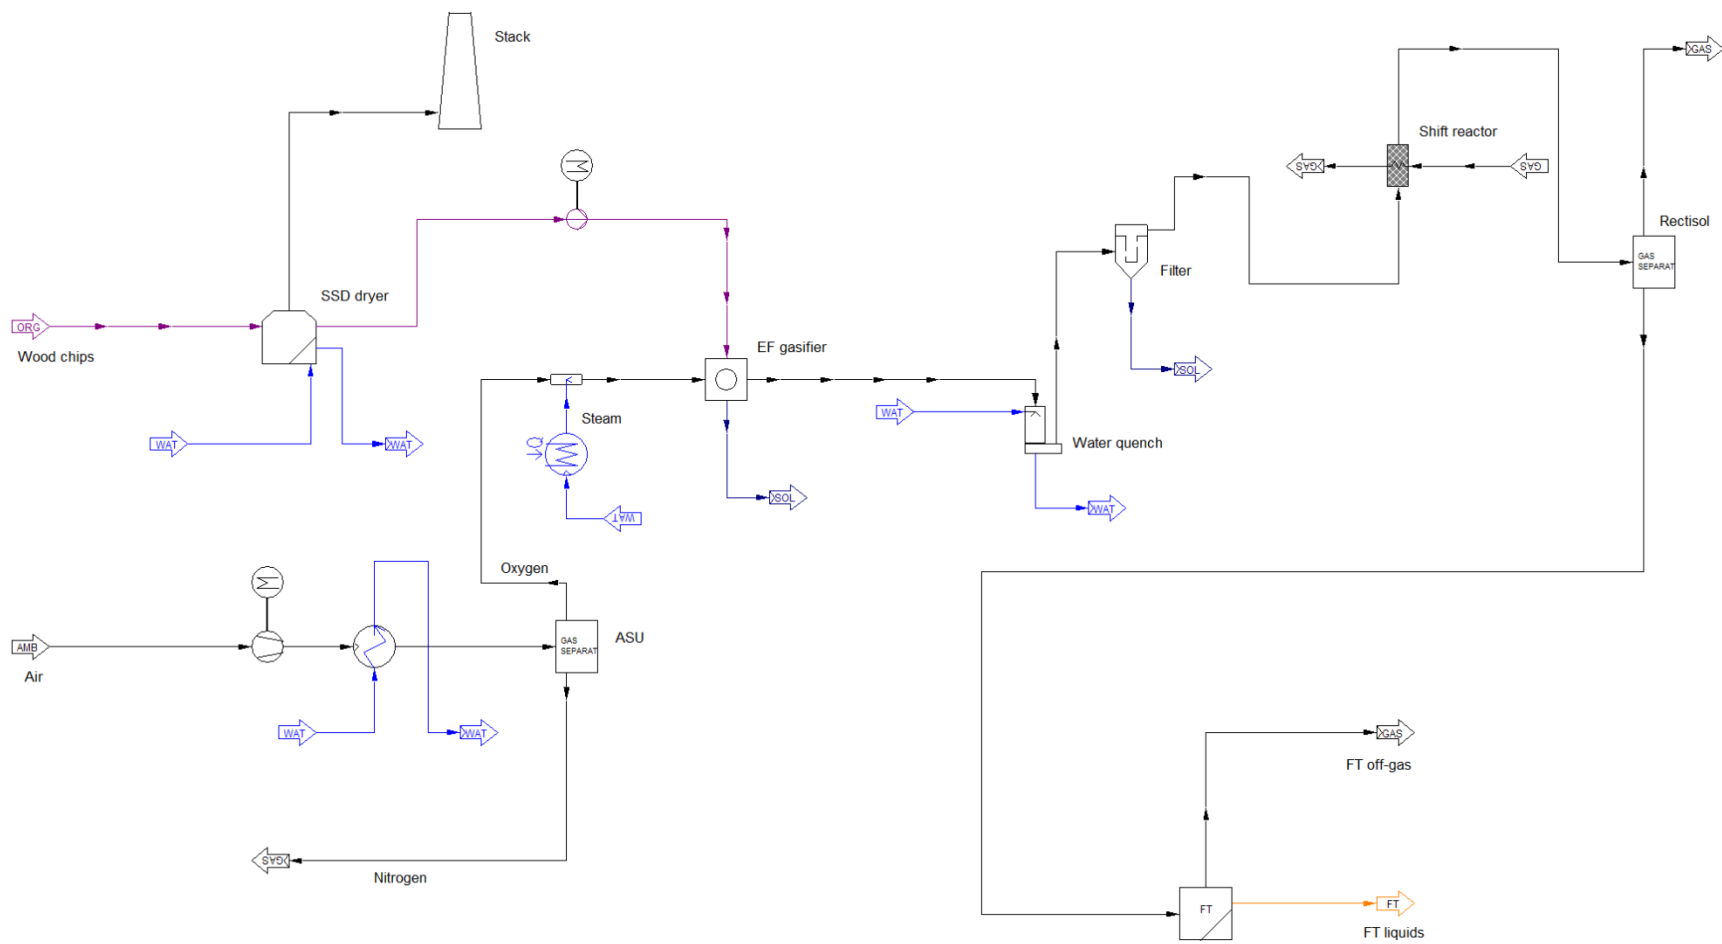 Stack
GAS
Shift reactor
GAS
GAS
Rectisol
GAS
SEPARAT
Filter
SSD dryer
ORG
Wood chips
EF gasifier
SOL
Steam
WAT
Water quench
WAT
WAT
Q
SOL
WAT
WAT
Oxygen
M
M
AMB
Air
GAS
SEPARAT
ASU
WAT
WAT
GAS
Nitrogen
GAS
FT off-gas
FT
FT
FT liquids